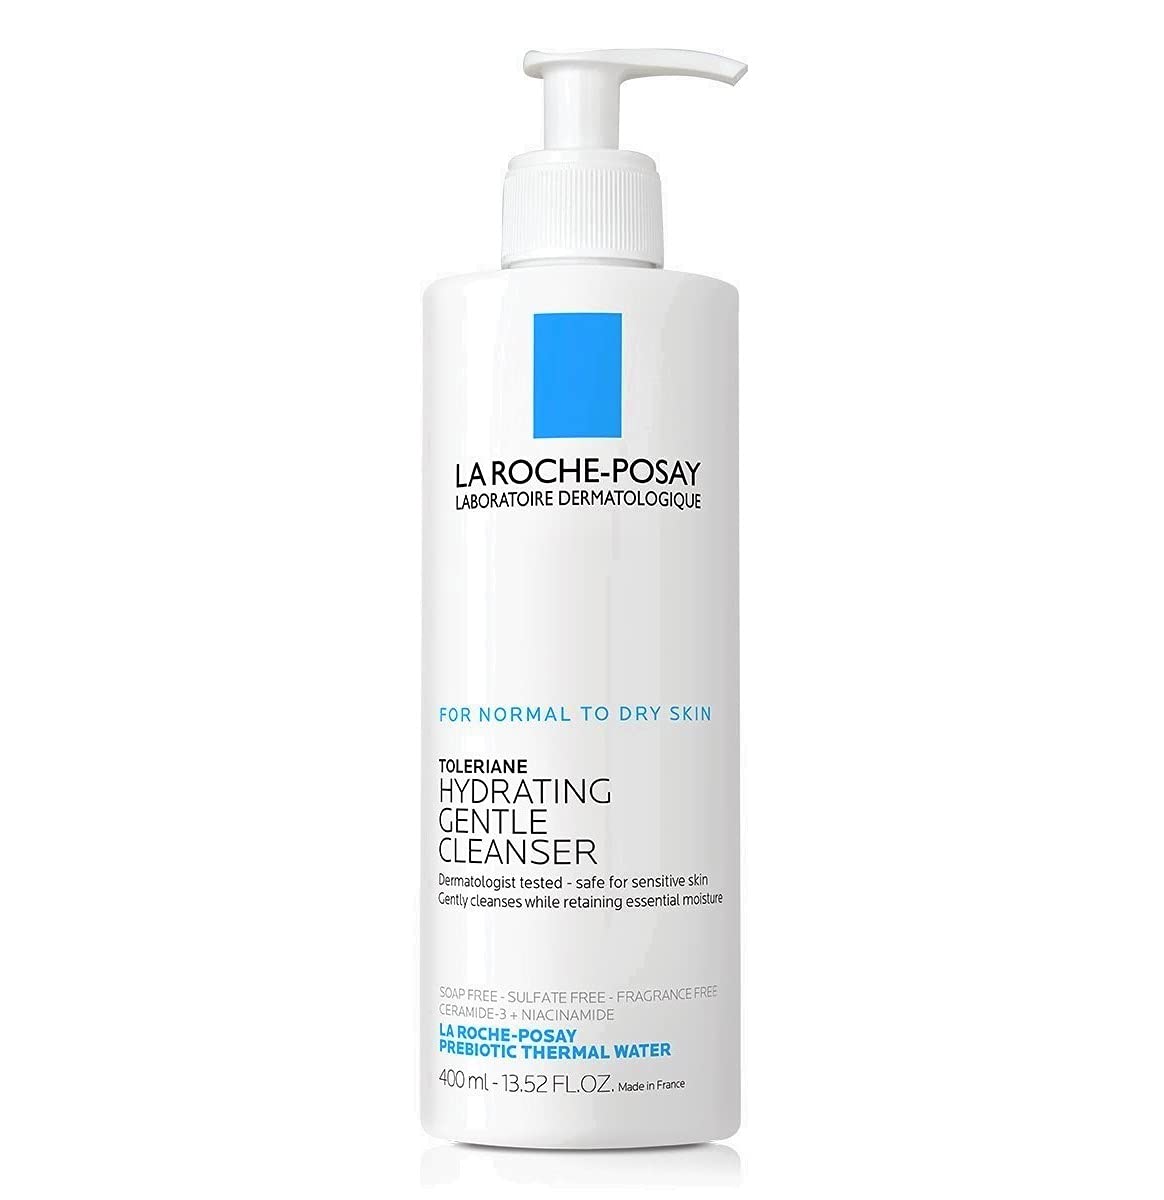 LA ROCHE-POSAY
LABORATOIRE DERMATOLOGIQUE
FOR NORMAL TO DRY SKIN
TOLERIANE
HYDRATING
GENTLE
CLEANSER
Dermatologist tested - safe for sensitive skin
Gently cleanses while retaining essential moisture
SOAP FREE - SULFATE FREE - FRAGRANCE FREE
CERAMIDE-3 + NIACINAMIDE
LA ROCHE-POSAY
PREBIOTIC THERMAL WATER
400 ml - 13.52 FL.OZ. Made in France